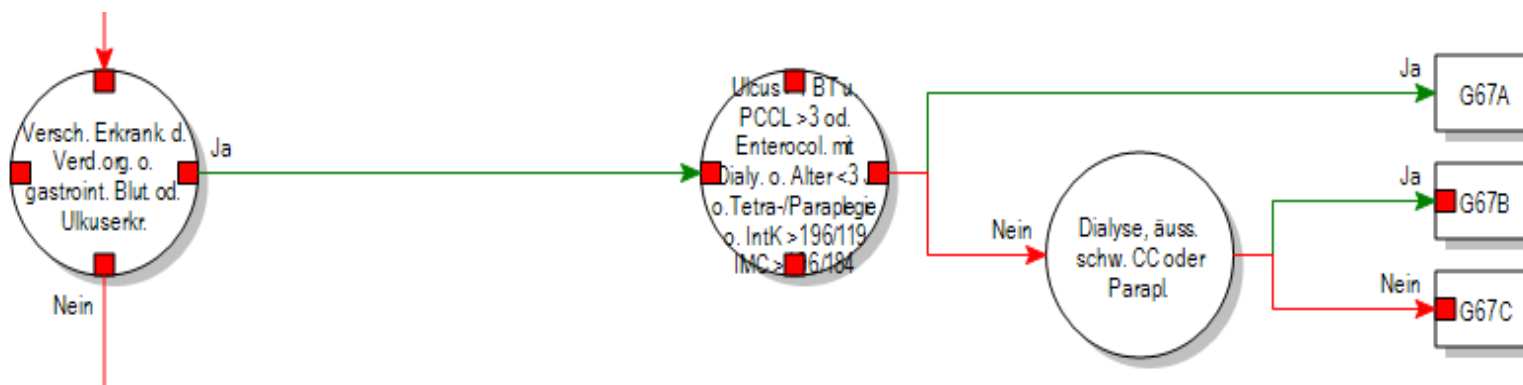 Versch. Erkrank. d.
Verd.org. o.
gastroint. Blut. od.
Ulkuserkr.
Ja
Nein
Ulcus 1 BT u.
PCCL >3 od.
Enterocol. mit
Dialy. o. Alter <3 J
o.Tetra-/Paraplegie
o. IntK >196/119
IMC > /184
Ja
Nein
Dialyse, äuss.
schw. CC oder
Parapl.
Ja
Nein
G67A
G67B
G67C